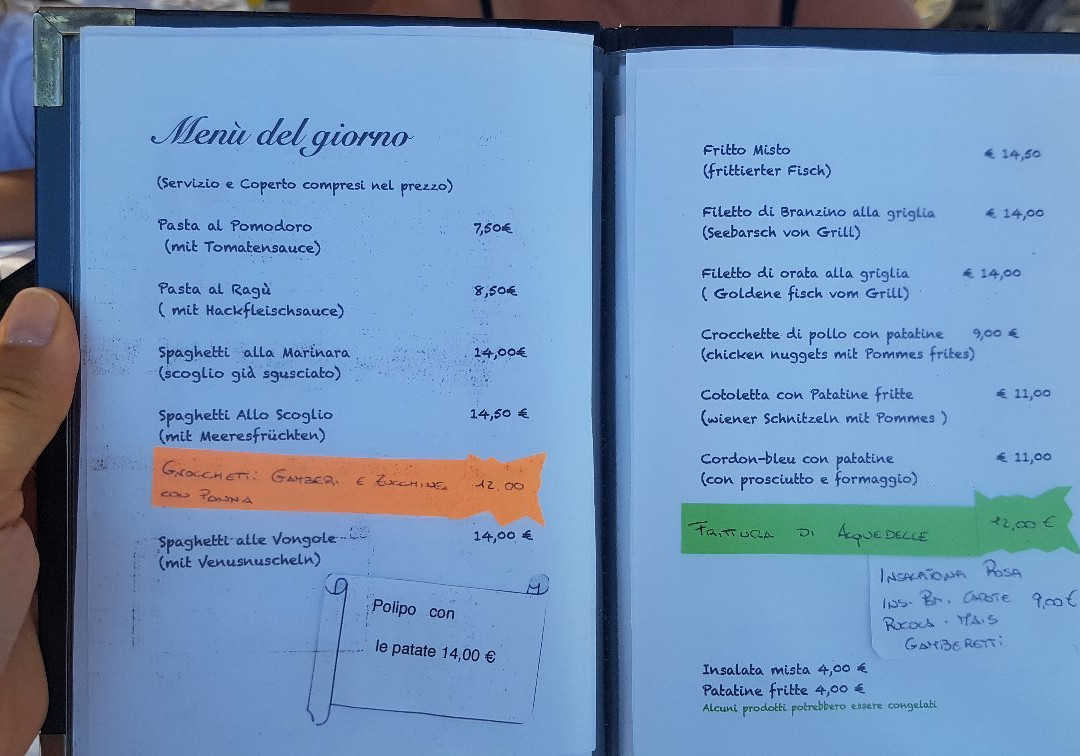 Menù del giorno
(Servizio e Coperto compresi nel prezzo)
Pasta al Pomodoro 7,50€
(mit Tomatensauce)
Pasta al Ragù 8,50€
( mit Hackfleischsauce)
Spaghetti alla Marinara 14,00€
(scoglio già sgusciato)
Spaghetti Allo Scoglio 14,50 €
(mit Meeresfrüchten)
GNOCCHETTI GAMBERI E ZUCCHINE 12.00
CON PANNA
Spaghetti alle Vongole 14,00 €
(mit Venusnuscheln)
Polipo con
le patate 14,00 €
Fritto Misto € 14,50
(frittierter Fisch)
Filetto di Branzino alla griglia € 14,00
(Seebarsch von Grill)
Filetto di orata alla griglia € 14,00
( Goldene fisch vom Grill)
Crocchette di pollo con patatine 9,00 €
(chicken nuggets mit Pommes frites)
Cotoletta con Patatine fritte € 11,00
(wiener Schnitzeln mit Pommes )
Cordon-bleu con patatine € 11,00
(con prosciutto e formaggio)
FRITTURA DI ACQUEDELLE 12,00 €
INSALATONA ROSA
INS. CAROTE 9,00 €
RUCOLA - MAIS
GAMBERETTI
Insalata mista 4,00 €
Patatine fritte 4,00 €
Alcuni prodotti potrebbero essere congelati